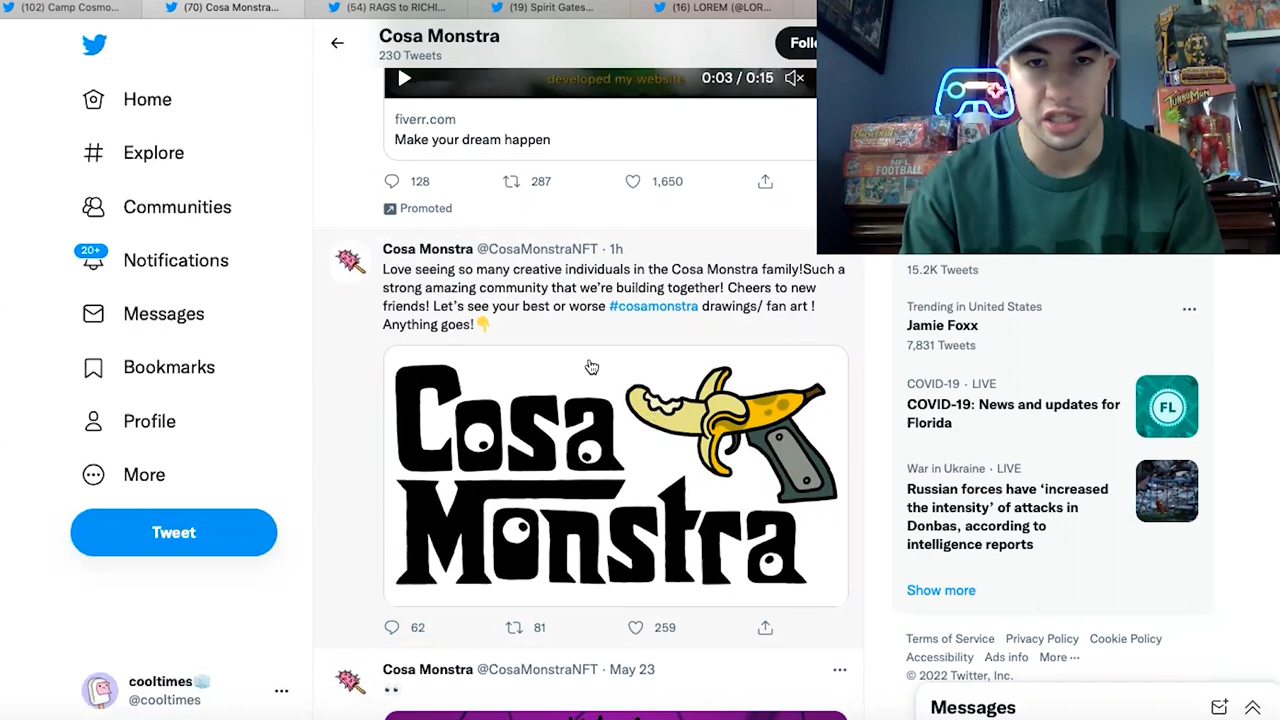 (102) Camp Cosmo...
(70) Cosa Monstra...
(54) RAGS to RICHI...
(19) Spirit Gates...
(16) LOREM (@LOR...
Home
Explore
Communities
20+
Notifications
Messages
Bookmarks
Profile
More
Tweet
cooltimes🧊
@cooltimes
Cosa Monstra
230 Tweets
Follo
developed my website
0:03 / 0:15
fiverr.com
Make your dream happen
128
287
1,650
Promoted
Cosa Monstra @CosaMonstraNFT · 1h
Love seeing so many creative individuals in the Cosa Monstra family!Such a
strong amazing community that we're building together! Cheers to new
friends! Let's see your best or worse #cosamonstra drawings/ fan art !
Anything goes!👇
Cosa
Monstra
62
81
259
Cosa Monstra @CosaMonstraNFT · May 23
👀
TURBO MAN
NFL
FOOTBALL
15.2K Tweets
Trending in United States
Jamie Foxx
7,831 Tweets
COVID-19 · LIVE
COVID-19: News and updates for
Florida
FL
War in Ukraine · LIVE
Russian forces have 'increased
the intensity' of attacks in
Donbas, according to
intelligence reports
Show more
Terms of Service Privacy Policy Cookie Policy
Accessibility Ads info More ···
© 2022 Twitter, Inc.
Messages